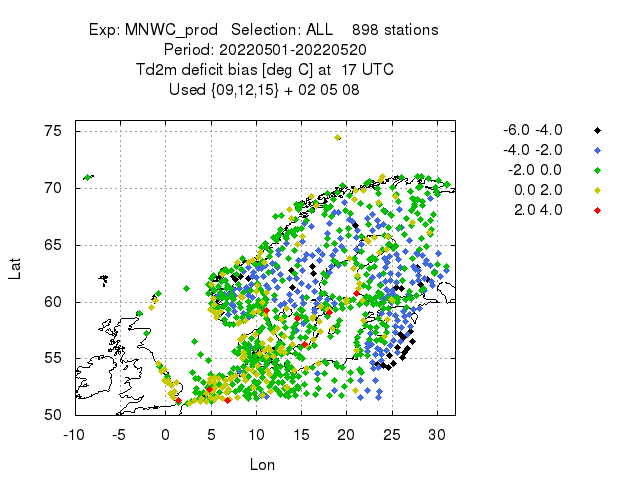 Exp: MNWC_prod   Selection: ALL    898 stations
Period: 20220501-20220520
Td2m deficit bias [deg C] at  17 UTC
Used {09,12,15} + 02 05 08
-6.0 -4.0
-4.0 -2.0
-2.0 0.0
0.0 2.0
2.0 4.0
75
70
65
60
55
50
Lat
-10 -5 0 5 10 15 20 25 30
Lon